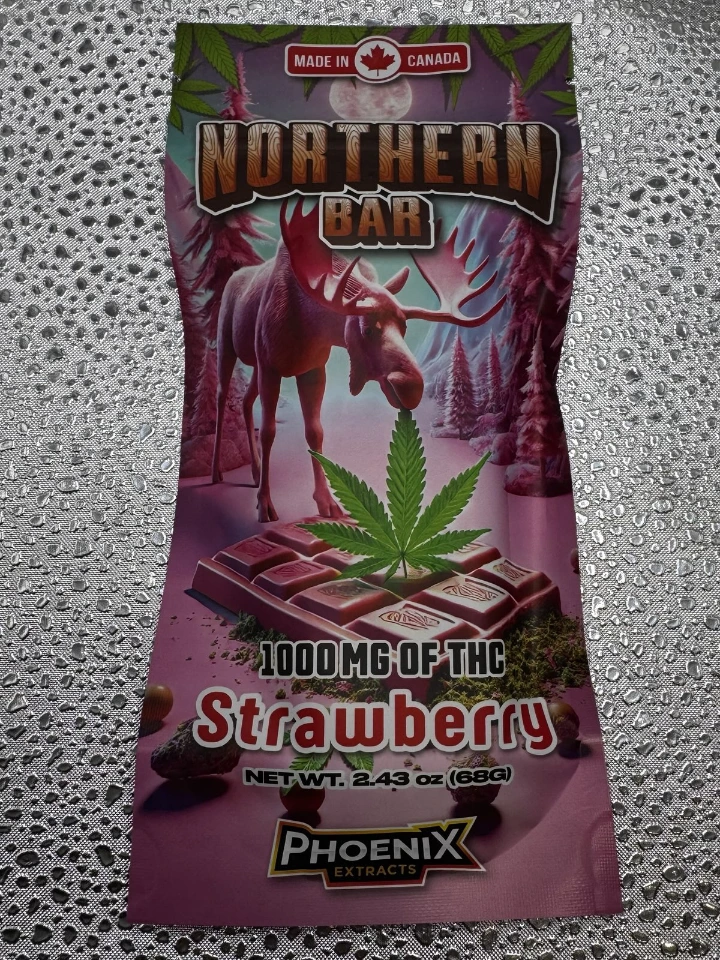 MADE IN CANADA
NORTHERN
BAR
1000MG OF THC
Strawberry
NET WT. 2.43 oz (68G)
PHOENIX
EXTRACTS